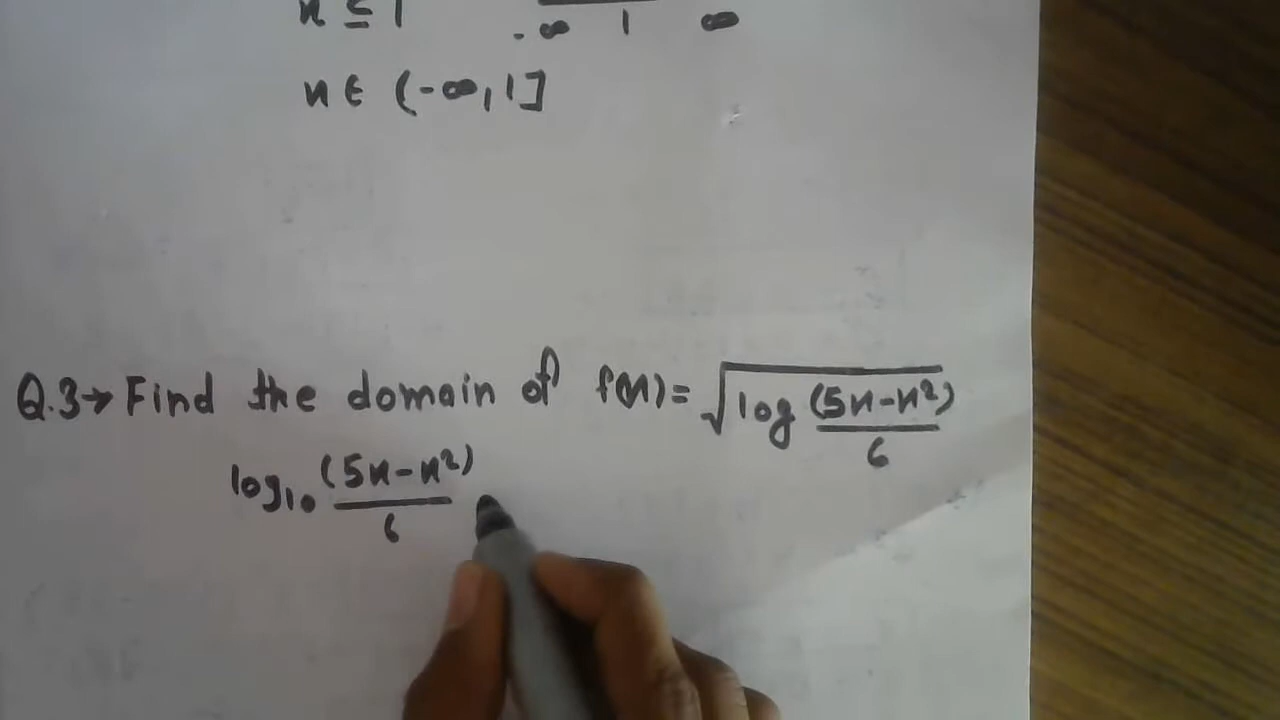 x ≤ 1
-∞ 1 ∞
x ∈ (-∞, 1]
Q.3→ Find the domain of f(x) = √(log (5x-x²)/6)
log₁₀ (5x-x²)/6